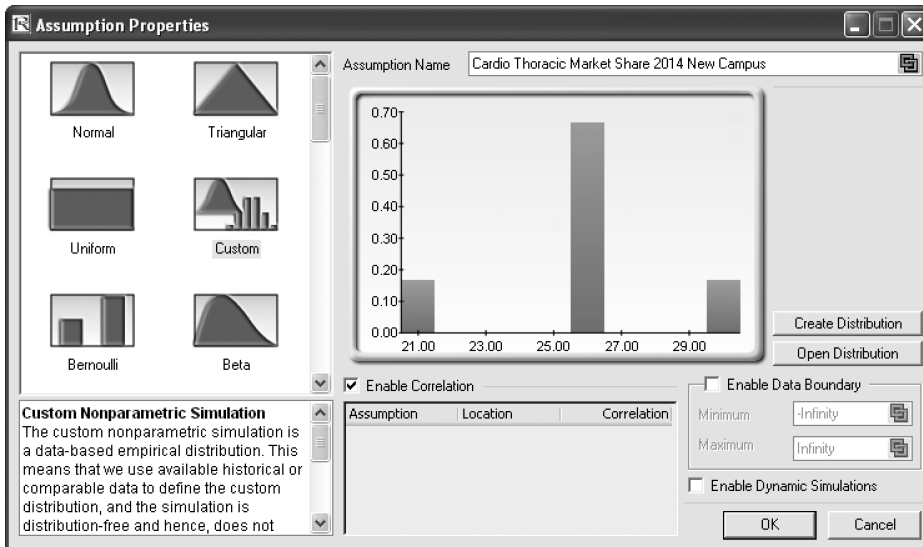 Assumption Properties
Normal
Triangular
Uniform
Custom
Bernoulli
Beta
Custom Nonparametric Simulation
The custom nonparametric simulation is
a data-based empirical distribution. This
means that we use available historical or
comparable data to define the custom
distribution, and the simulation is
distribution-free and hence, does not
Assumption Name
Cardio Thoracic Market Share 2014 New Campus
0.70
0.60
0.50
0.40
0.30
0.20
0.10
0.00
21.00 23.00 25.00 27.00 29.00
Create Distribution
Open Distribution
Enable Correlation
Assumption Location Correlation
Enable Data Boundary
Minimum -Infinity
Maximum Infinity
Enable Dynamic Simulations
OK Cancel